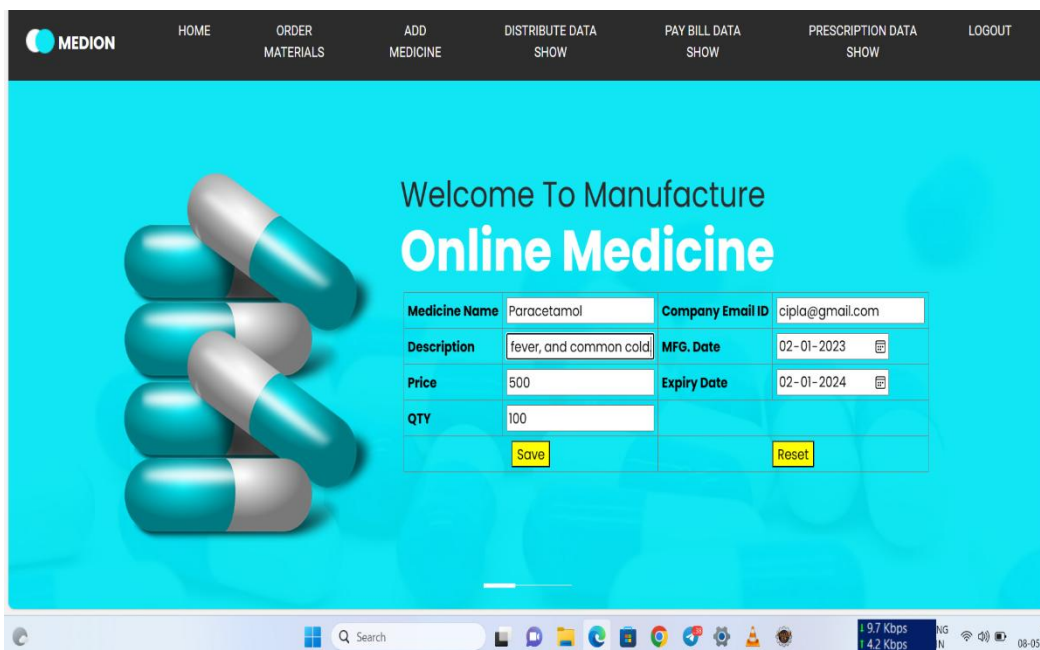 MEDION
HOME
ORDER
MATERIALS
ADD
MEDICINE
DISTRIBUTE DATA
SHOW
PAY BILL DATA
SHOW
PRESCRIPTION DATA
SHOW
LOGOUT
Welcome To Manufacture
Online Medicine
Medicine Name Paracetamol Company Email ID cipla@gmail.com
Description fever, and common cold MFG. Date 02-01-2023
Price 500 Expiry Date 02-01-2024
QTY 100
Save Reset
Search
↓ 9.7 Kbps
↑ 4.2 Kbps
NG
IN
08-05